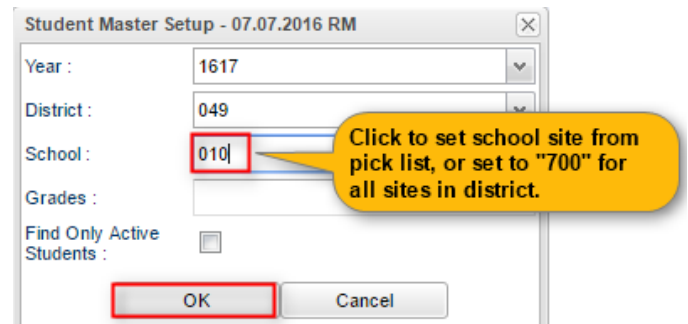 Student Master Setup - 07.07.2016 RM
Year : 1617
District : 049
School : 010
Click to set school site from
pick list, or set to "700" for
all sites in district.
Grades :
Find Only Active
Students :
OK Cancel